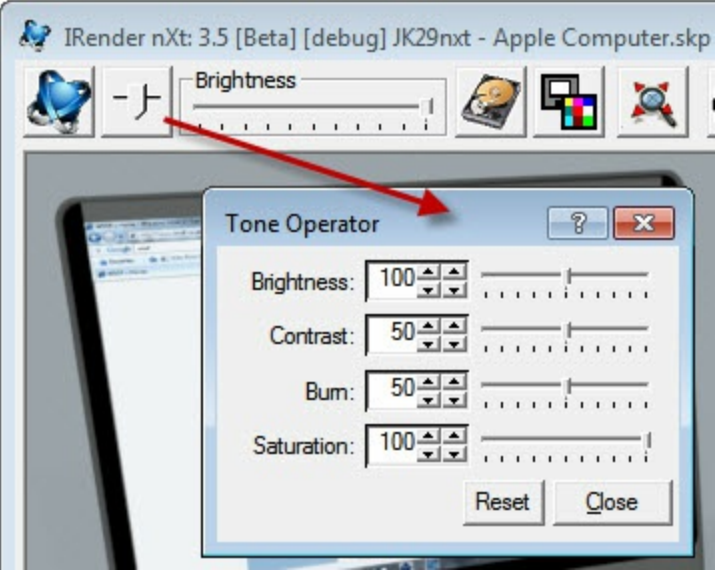 IRender nXt: 3.5 [Beta] [debug] JK29nxt - Apple Computer.skp
Brightness
Tone Operator
?
Brightness: 100
Contrast: 50
Burn: 50
Saturation: 100
Reset Close